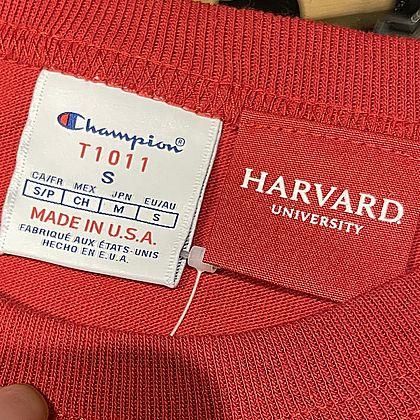 Champion
T1011
S
CA/FR MEX JPN EU/AU
S/P CH M S
MADE IN U.S.A.
FABRIQUÉ AUX ÉTATS-UNIS
HECHO EN E.U.A.
HARVARD
UNIVERSITY